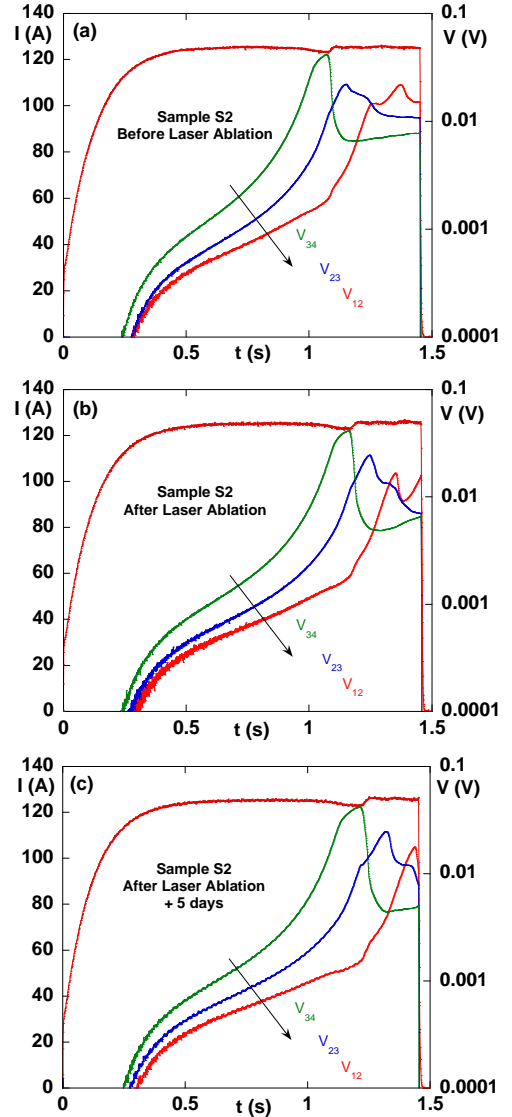 I (A)
V (V)
(a)
140
120
100
80
60
40
20
0
0.1
0.01
0.001
0.0001
Sample S2
Before Laser Ablation
V34
V23
V12
0
0.5
1
1.5
t (s)
I (A)
V (V)
(b)
140
120
100
80
60
40
20
0
0.1
0.01
0.001
0.0001
Sample S2
After Laser Ablation
V34
V23
V12
0
0.5
1
1.5
t (s)
I (A)
V (V)
(c)
140
120
100
80
60
40
20
0
0.1
0.01
0.001
0.0001
Sample S2
After Laser Ablation
+ 5 days
V34
V23
V12
0
0.5
1
1.5
t (s)